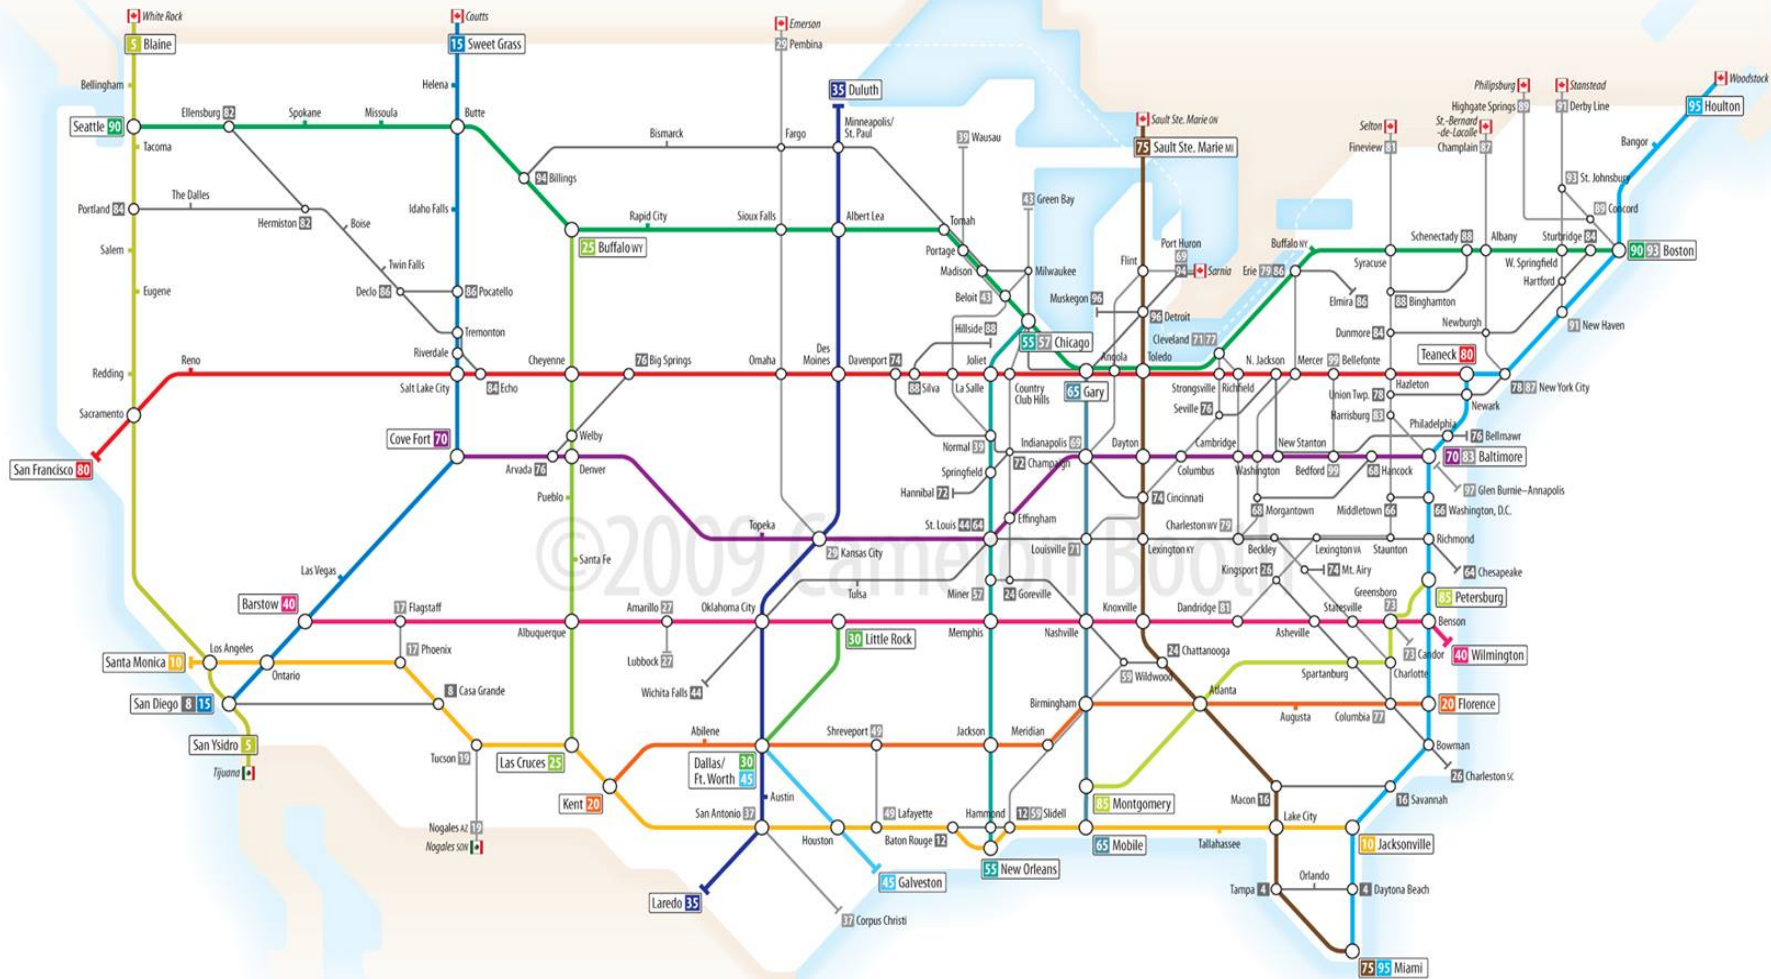 White Rock
Coutts
Emerson
5 Blaine
15 Sweet Grass
29 Pembina
Woodstock
Bellingham
Helena
35 Duluth
Philipsburg
Stanstead
95 Houlton
Highgate Springs 89
91 Derby Line
Seattle 90
Ellensburg 82
Spokane
Missoula
Butte
Minneapolis/
St. Paul
Sault Ste. Marie ON
Selton
St.-Bernard
-de-Lacolle
Tacoma
Bismarck
Fargo
39 Wausau
75 Sault Ste. Marie MI
Fineview 81
Champlain 87
Bangor
94 Billings
93 St. Johnsbury
Portland 84
The Dalles
Hermiston 82
Boise
Idaho Falls
Rapid City
Sioux Falls
Albert Lea
43 Green Bay
Tomah
89 Concord
Salem
25 Buffalo WY
Portage
Port Huron
69
94
Sarnia
Flint
Buffalo NY
Syracuse
Schenectady 88
Albany
Sturbridge 84
W. Springfield
90 93 Boston
Twin Falls
Madison
Milwaukee
Erie 79 86
Elmira 86
Hartford
Eugene
Declo 86
86 Pocatello
Beloit 43
Muskegon 96
88 Binghamton
96 Detroit
Tremonton
Hillside 88
Cleveland 71 77
Dunmore 84
Newburgh
91 New Haven
55 57 Chicago
Riverdale
Redding
Reno
Salt Lake City
84 Echo
Cheyenne
76 Big Springs
Omaha
Des
Moines
Davenport 74
88 Silva
La Salle
Joliet
Country
Club Hills
65 Gary
Angola
Toledo
Strongsville
Richfield
N. Jackson
Mercer
99 Bellefonte
Hazleton
Teaneck 80
78 87 New York City
Sacramento
Seville 76
Union Twp. 78
Newark
Harrisburg 83
Philadelphia
76 Bellmawr
San Francisco 80
Cove Fort 70
Welby
Arvada 76
Denver
Normal 39
Indianapolis 69
72 Champaign
Dayton
Cambridge
Columbus
Washington
New Stanton
Bedford 99
68 Hancock
70 83 Baltimore
Springfield
Hannibal 72
74 Cincinnati
97 Glen Burnie–Annapolis
Pueblo
68 Morgantown
Middletown 66
66 Washington, D.C.
©2009 Cameron Booth
Topeka
29 Kansas City
St. Louis 44 64
Effingham
Louisville 71
Lexington KY
Charleston WV 79
Beckley
Lexington VA
Staunton
Richmond
Santa Fe
Las Vegas
Tulsa
Miner 57
24 Goreville
Kingsport 26
74 Mt. Airy
64 Chesapeake
Barstow 40
17 Flagstaff
Albuquerque
Amarillo 27
Oklahoma City
30 Little Rock
Memphis
Nashville
Knoxville
Dandridge 81
Asheville
Statesville
Greensboro
73
85 Petersburg
Benson
Lubbock 27
Santa Monica 10
Los Angeles
Ontario
17 Phoenix
24 Chattanooga
59 Wildwood
Spartanburg
Charlotte
73 Candor
40 Wilmington
Wichita Falls 44
San Diego 8 15
8 Casa Grande
Birmingham
Atlanta
Augusta
Columbia 77
20 Florence
San Ysidro 5
Tijuana
Tucson 19
Las Cruces 25
Abilene
Dallas/
Ft. Worth
30
45
Shreveport 49
Jackson
Meridian
Bowman
26 Charleston SC
Kent 20
Austin
85 Montgomery
Macon 16
16 Savannah
Nogales AZ 19
Nogales SON
San Antonio 37
Houston
49 Lafayette
Baton Rouge 12
Hammond
12 59 Slidell
65 Mobile
Tallahassee
Lake City
10 Jacksonville
55 New Orleans
45 Galveston
Laredo 35
37 Corpus Christi
Tampa 4
Orlando
4 Daytona Beach
75 95 Miami